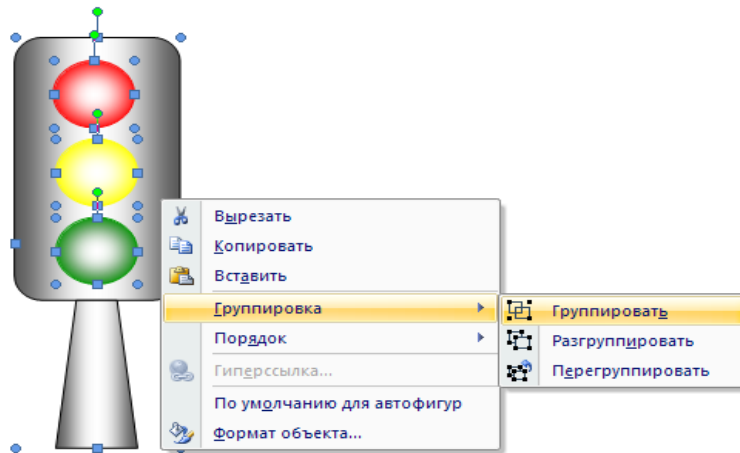 Вырезать
Копировать
Вставить
Группировка
Порядок
Гиперссылка...
По умолчанию для автофигур
Формат объекта...
Группировать
Разгруппировать
Перегруппировать